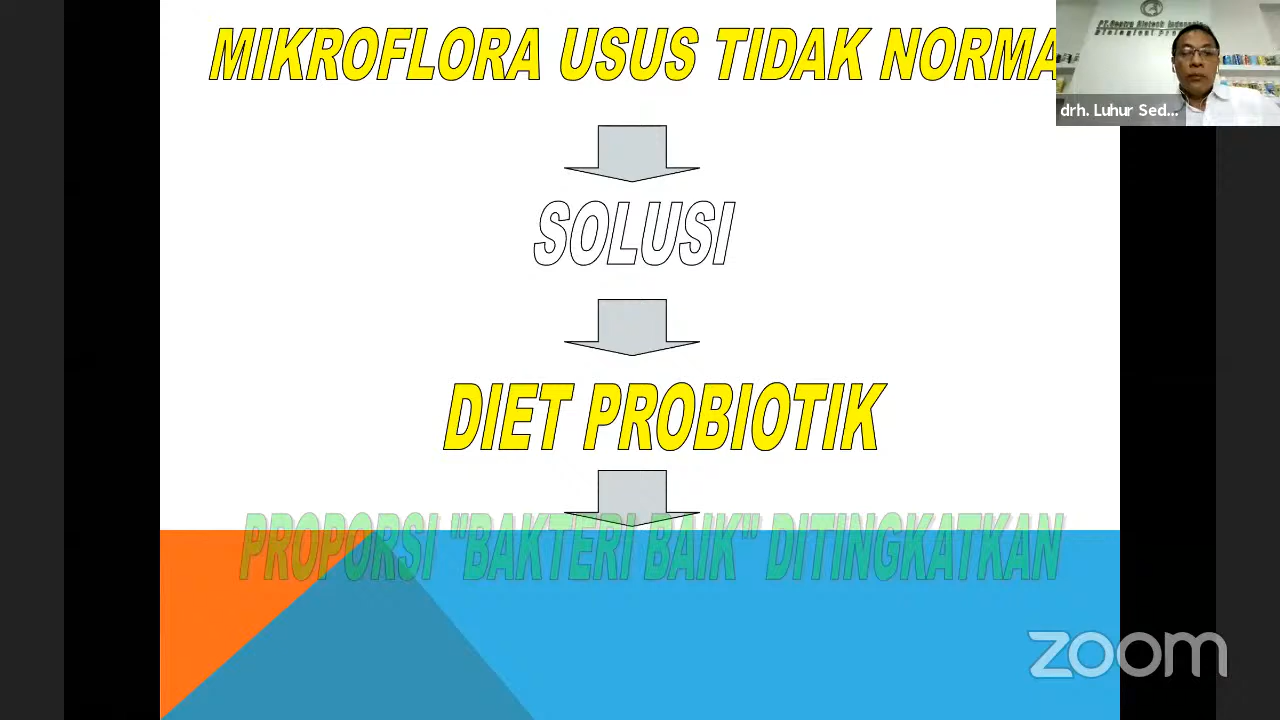 MIKROFLORA USUS TIDAK NORMA
drh. Luhur Sed...
SOLUSI
DIET PROBIOTIK
PROPORSI "BAKTERI BAIK" DITINGKATKAN
zoom